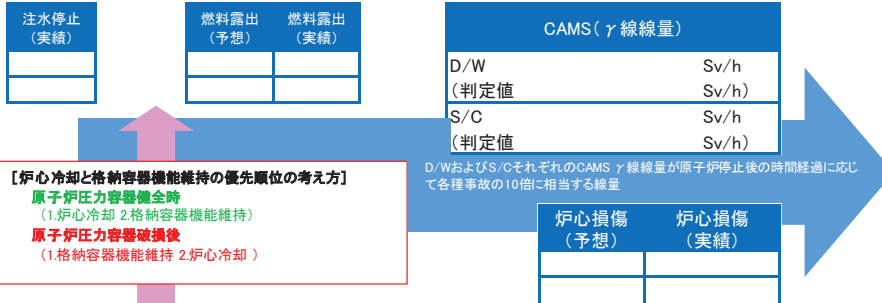 注水停止
(実績)
燃料露出
(予想)
燃料露出
(実績)
CAMS(γ線線量)
D/W Sv/h
(判定値 Sv/h)
S/C Sv/h
(判定値 Sv/h)
D/WおよびS/CそれぞれのCAMS γ線線量が原子炉停止後の時間経過に応じ
て各種事故の10倍に相当する線量
[炉心冷却と格納容器機能維持の優先順位の考え方]
原子炉圧力容器健全時
(1.炉心冷却 2.格納容器機能維持)
原子炉圧力容器破損後
(1.格納容器機能維持 2.炉心冷却 )
炉心損傷
(予想)
炉心損傷
(実績)